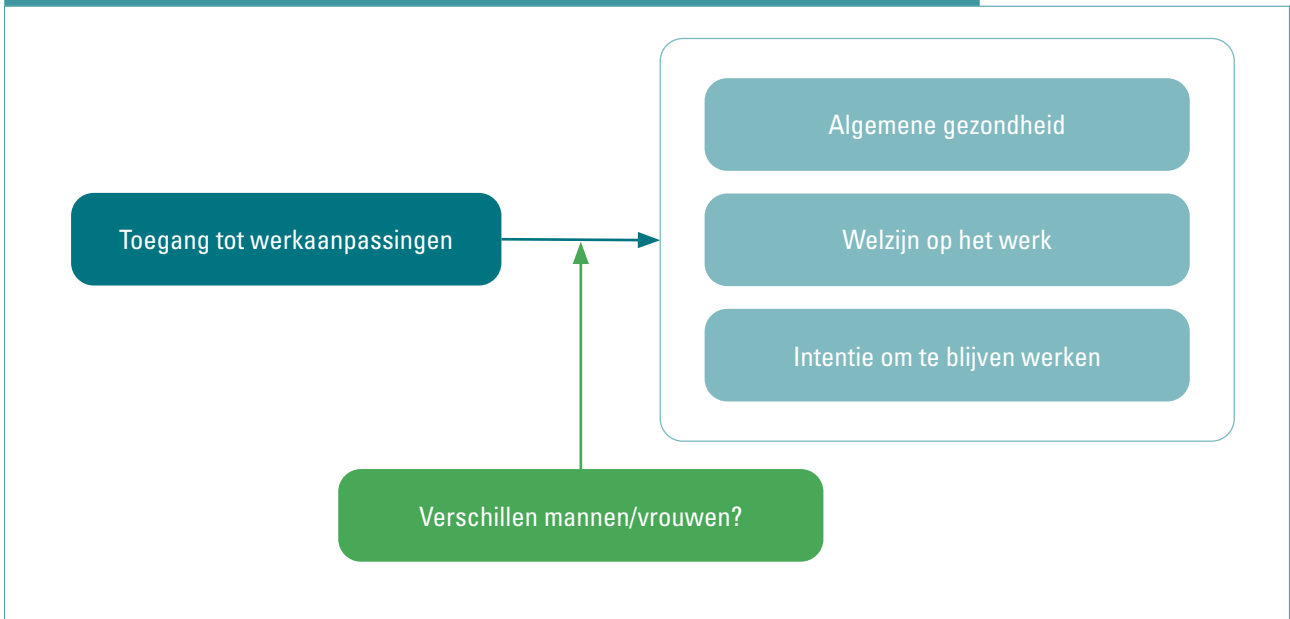 Algemene gezondheid
Toegang tot werkaanpassingen
Welzijn op het werk
Intentie om te blijven werken
Verschillen mannen/vrouwen?